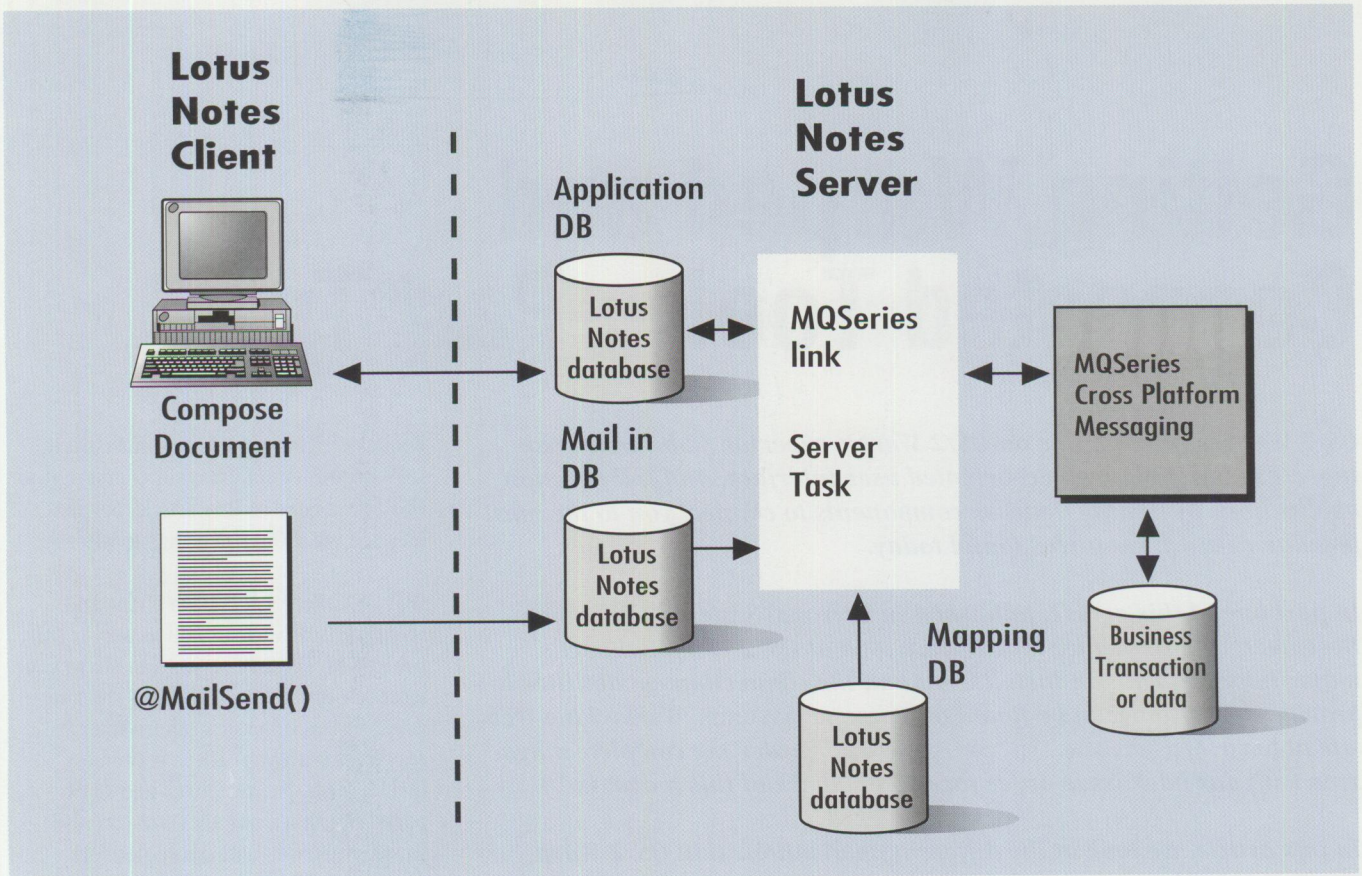 Lotus
Notes
Client
Compose
Document
@MailSend()
Application
DB
Lotus
Notes
database
Mail in
DB
Lotus
Notes
database
Lotus
Notes
Server
MQSeries
link
Server
Task
Mapping
DB
Lotus
Notes
database
MQSeries
Cross Platform
Messaging
Business
Transaction
or data